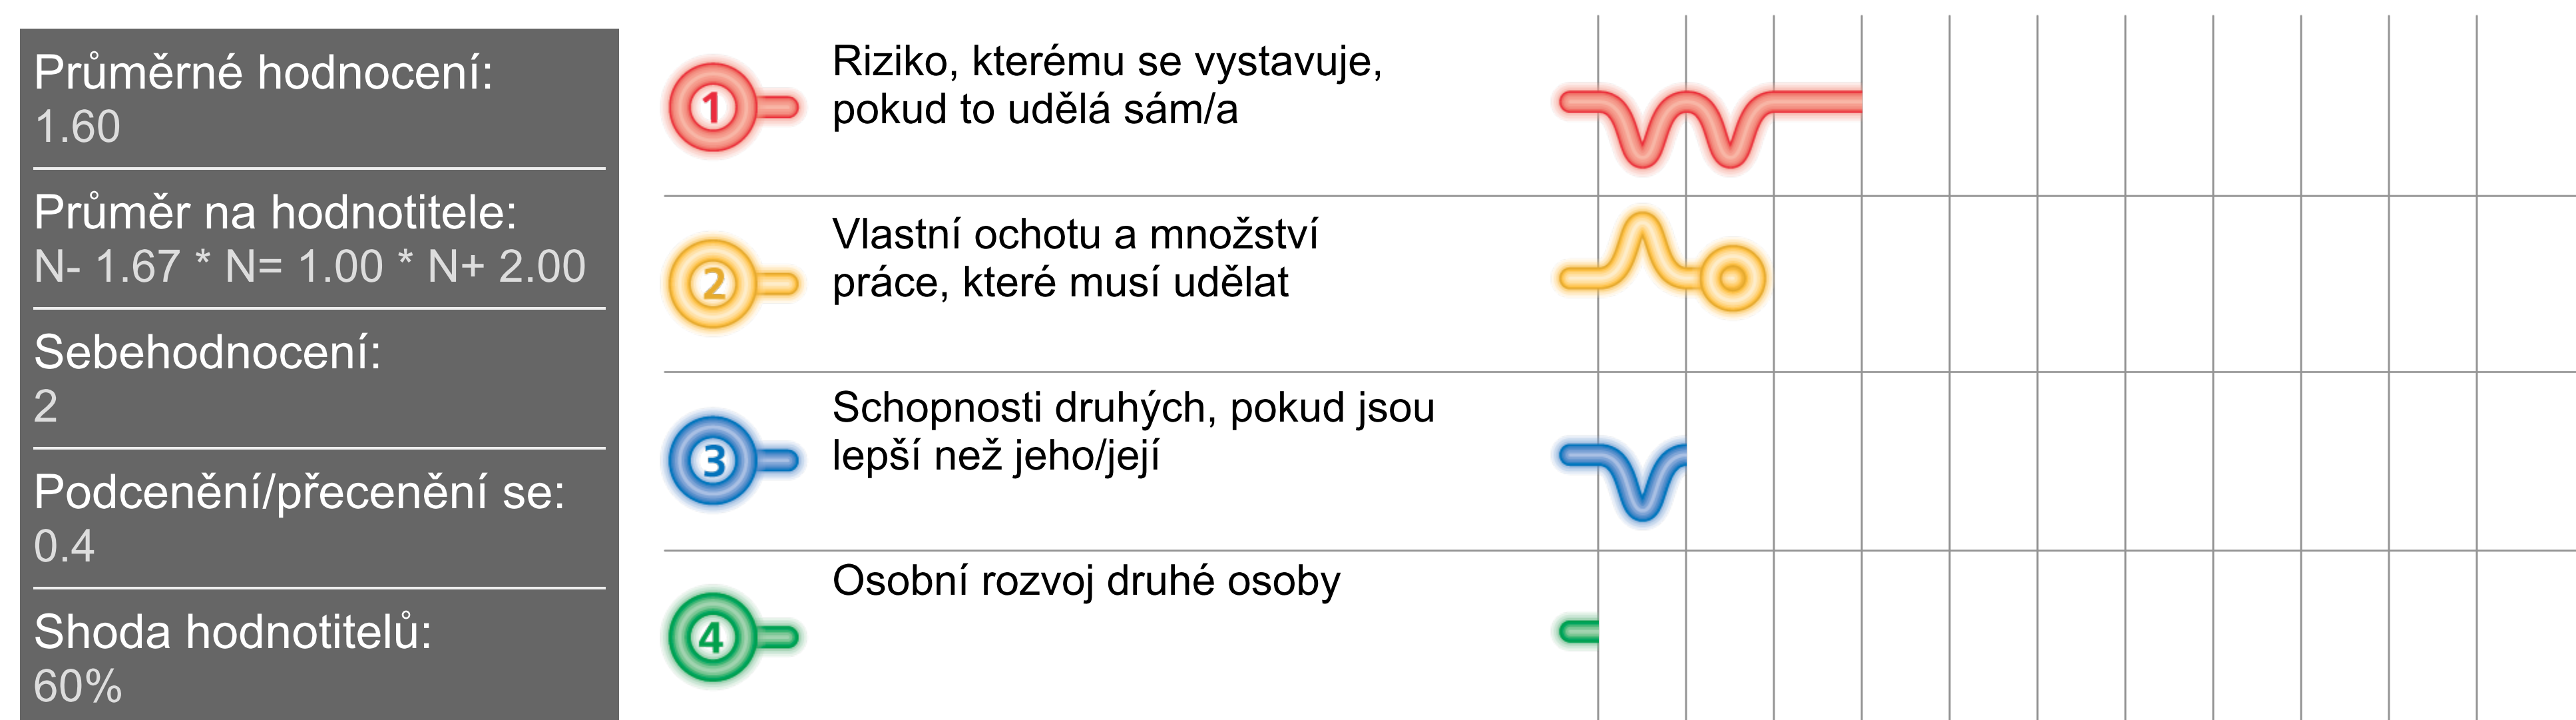 Průměrné hodnocení:
1.60
Průměr na hodnotitele:
N- 1.67 * N= 1.00 * N+ 2.00
Sebehodnocení:
2
Podcenění/přecenění se:
0.4
Shoda hodnotitelů:
60%
1
Riziko, kterému se vystavuje,
pokud to udělá sám/a
2
Vlastní ochotu a množství
práce, které musí udělat
3
Schopnosti druhých, pokud jsou
lepší než jeho/její
4
Osobní rozvoj druhé osoby